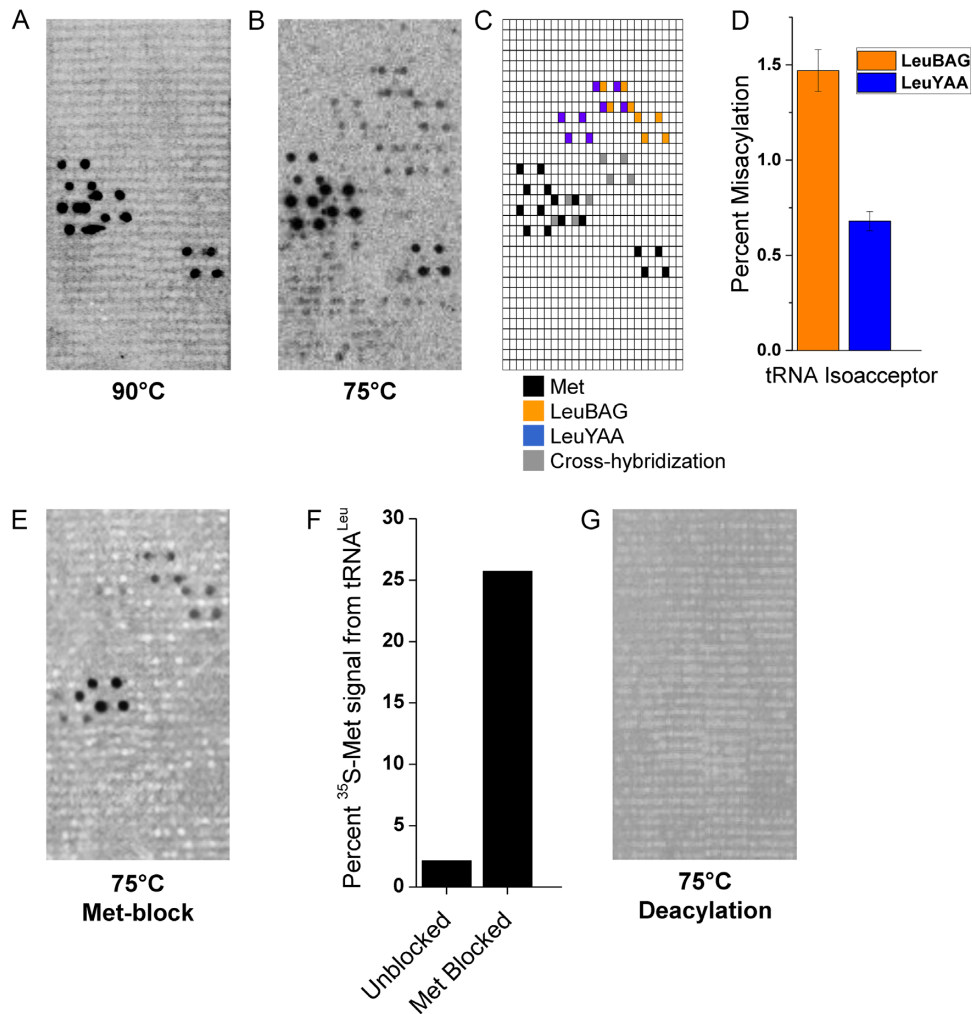 A
B
C
D
90°C
75°C
Met
LeuBAG
LeuYAA
Cross-hybridization
Percent Misacylation
1.5
1.0
0.5
0.0
LeuBAG
LeuYAA
tRNA Isoacceptor
E
F
G
75°C
Met-block
Percent ³⁵S-Met signal from tRNAᴸᵉᵘ
30
25
20
15
10
5
0
Unblocked
Met Blocked
75°C
Deacylation